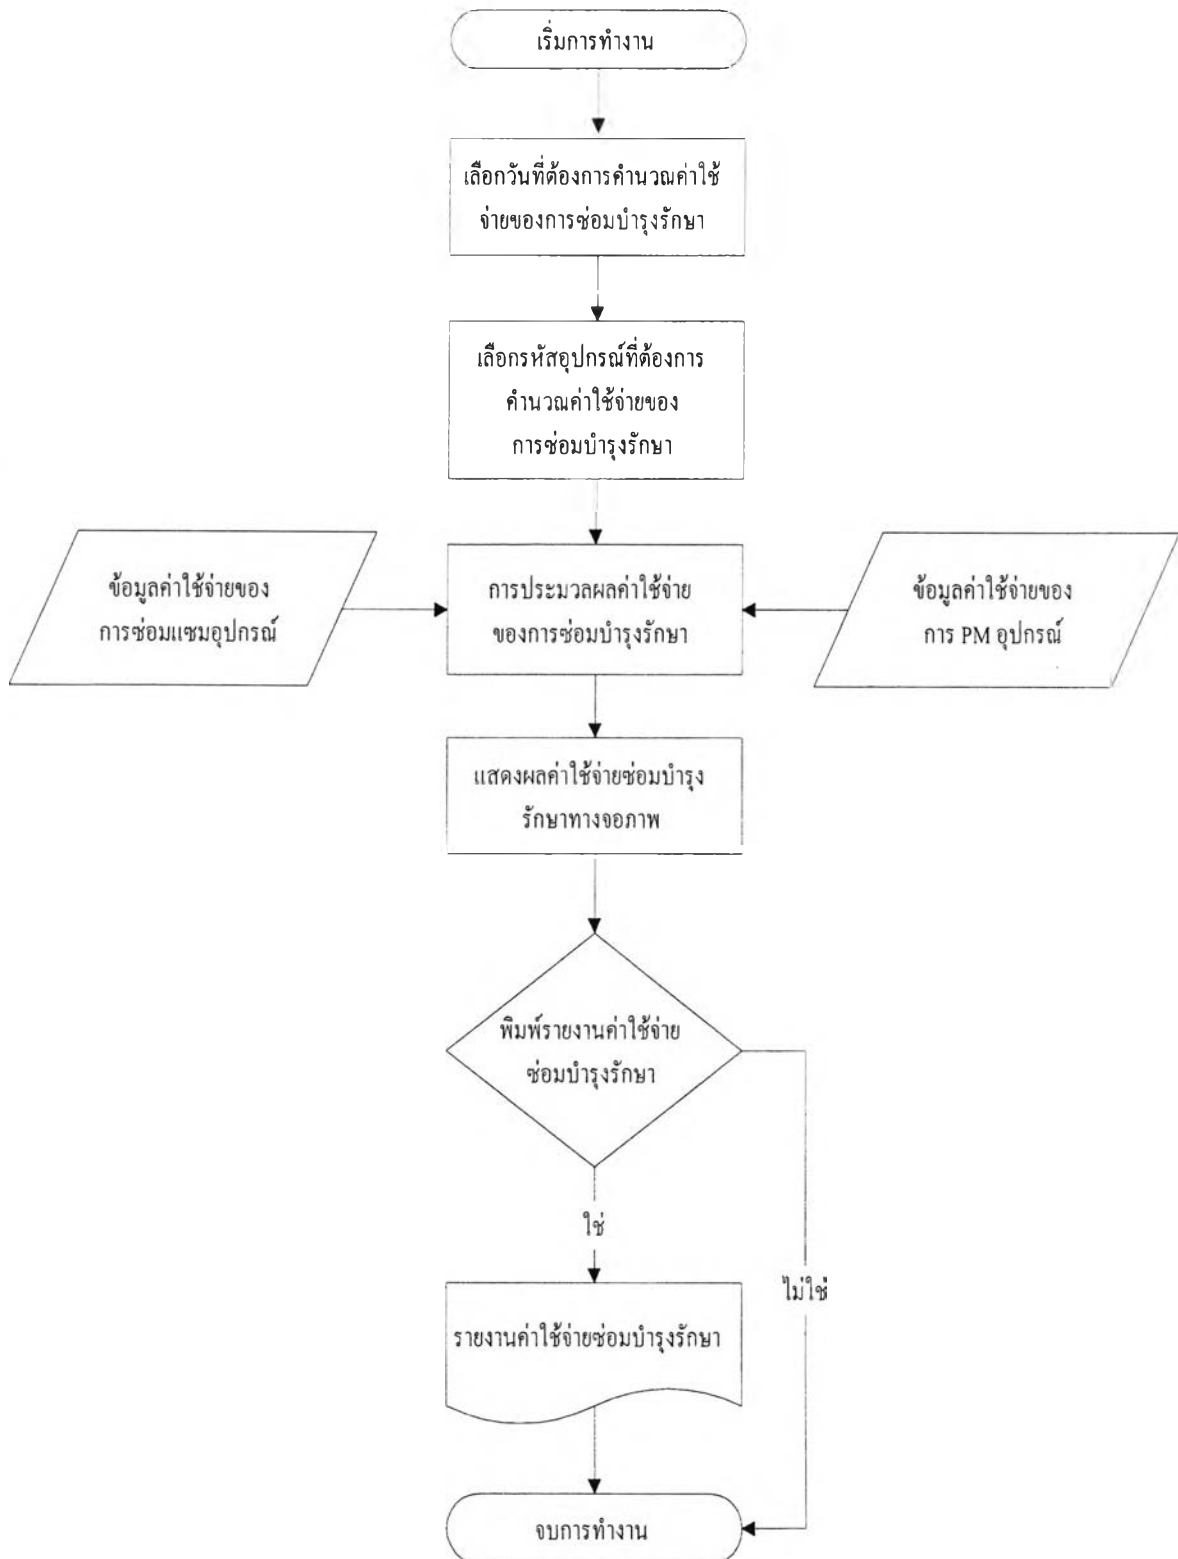 เริ่มการทำงาน
เลือกวันที่ต้องการคำนวณค่าใช้
จ่ายของการซ่อมบำรุงรักษา
เลือกรหัสอุปกรณ์ที่ต้องการ
คำนวณค่าใช้จ่ายของ
การซ่อมบำรุงรักษา
ข้อมูลค่าใช้จ่ายของ
การซ่อมแซมอุปกรณ์
การประมวลผลค่าใช้จ่าย
ของการซ่อมบำรุงรักษา
ข้อมูลค่าใช้จ่ายของ
การ PM อุปกรณ์
แสดงผลค่าใช้จ่ายซ่อมบำรุง
รักษาทางจอภาพ
พิมพ์รายงานค่าใช้จ่าย
ซ่อมบำรุงรักษา
ใช่
ไม่ใช่
รายงานค่าใช้จ่ายซ่อมบำรุงรักษา
จบการทำงาน